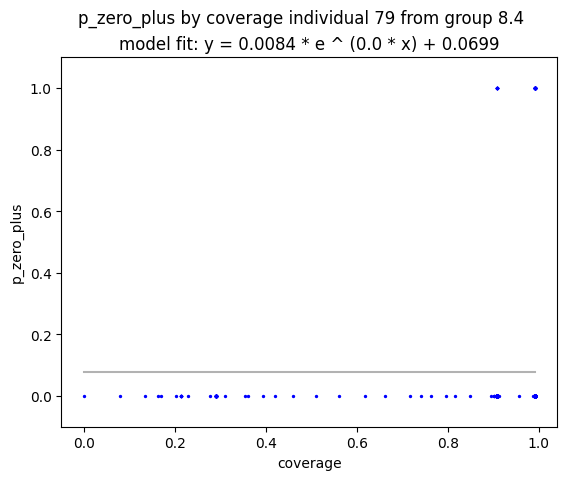 p_zero_plus by coverage individual 79 from group 8.4
model fit: y = 0.0084 * e ^ (0.0 * x) + 0.0699
1.0
0.8
0.6
0.4
0.2
0.0
p_zero_plus
0.0 0.2 0.4 0.6 0.8 1.0
coverage